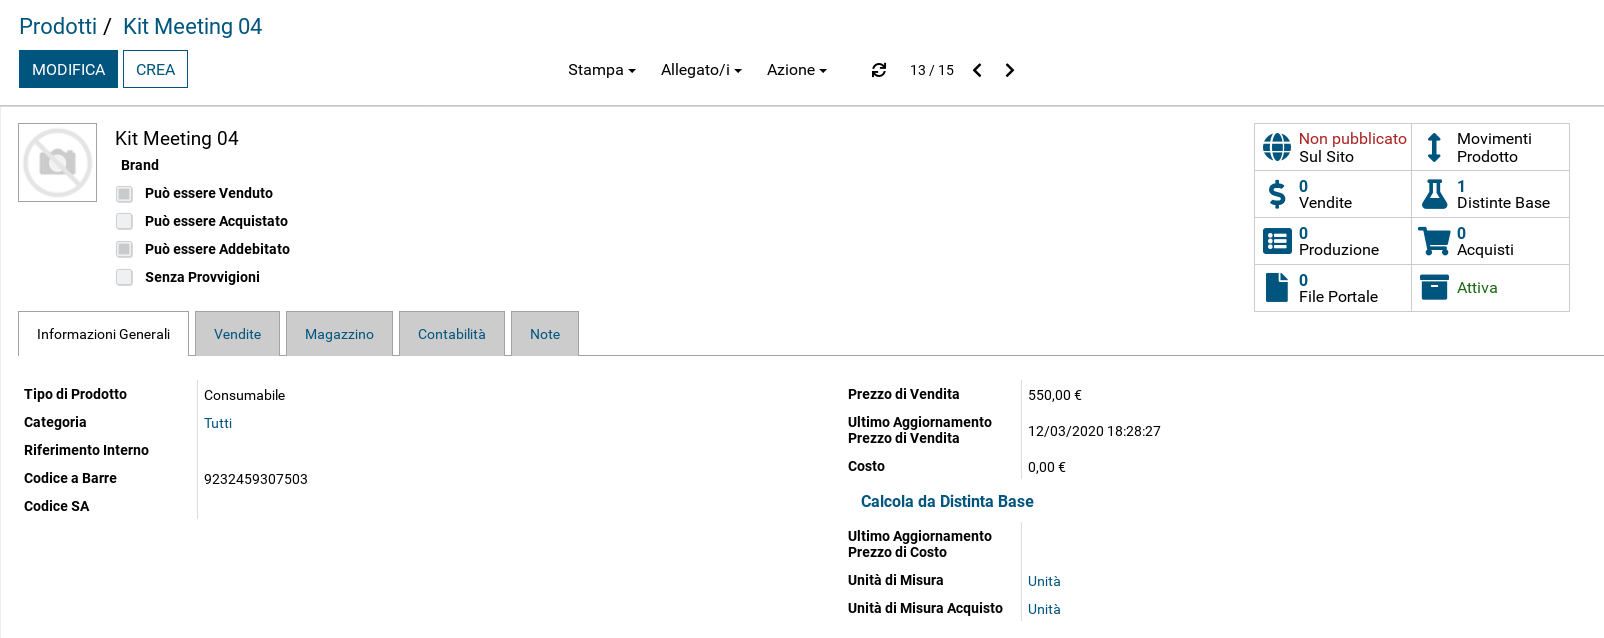 Prodotti / Kit Meeting 04
MODIFICA CREA Stampa Allegato/i Azione 13 / 15
Kit Meeting 04
Brand
Può essere Venduto
Può essere Acquistato
Può essere Addebitato
Senza Provvigioni
Non pubblicato
Sul Sito
Movimenti
Prodotto
0
Vendite
1
Distinte Base
0
Produzione
0
Acquisti
0
File Portale
Attiva
Informazioni Generali Vendite Magazzino Contabilità Note
Tipo di Prodotto Consumabile
Categoria Tutti
Riferimento Interno
Codice a Barre 9232459307503
Codice SA
Prezzo di Vendita 550,00 €
Ultimo Aggiornamento
Prezzo di Vendita 12/03/2020 18:28:27
Costo 0,00 €
Calcola da Distinta Base
Ultimo Aggiornamento
Prezzo di Costo
Unità di Misura Unità
Unità di Misura Acquisto Unità